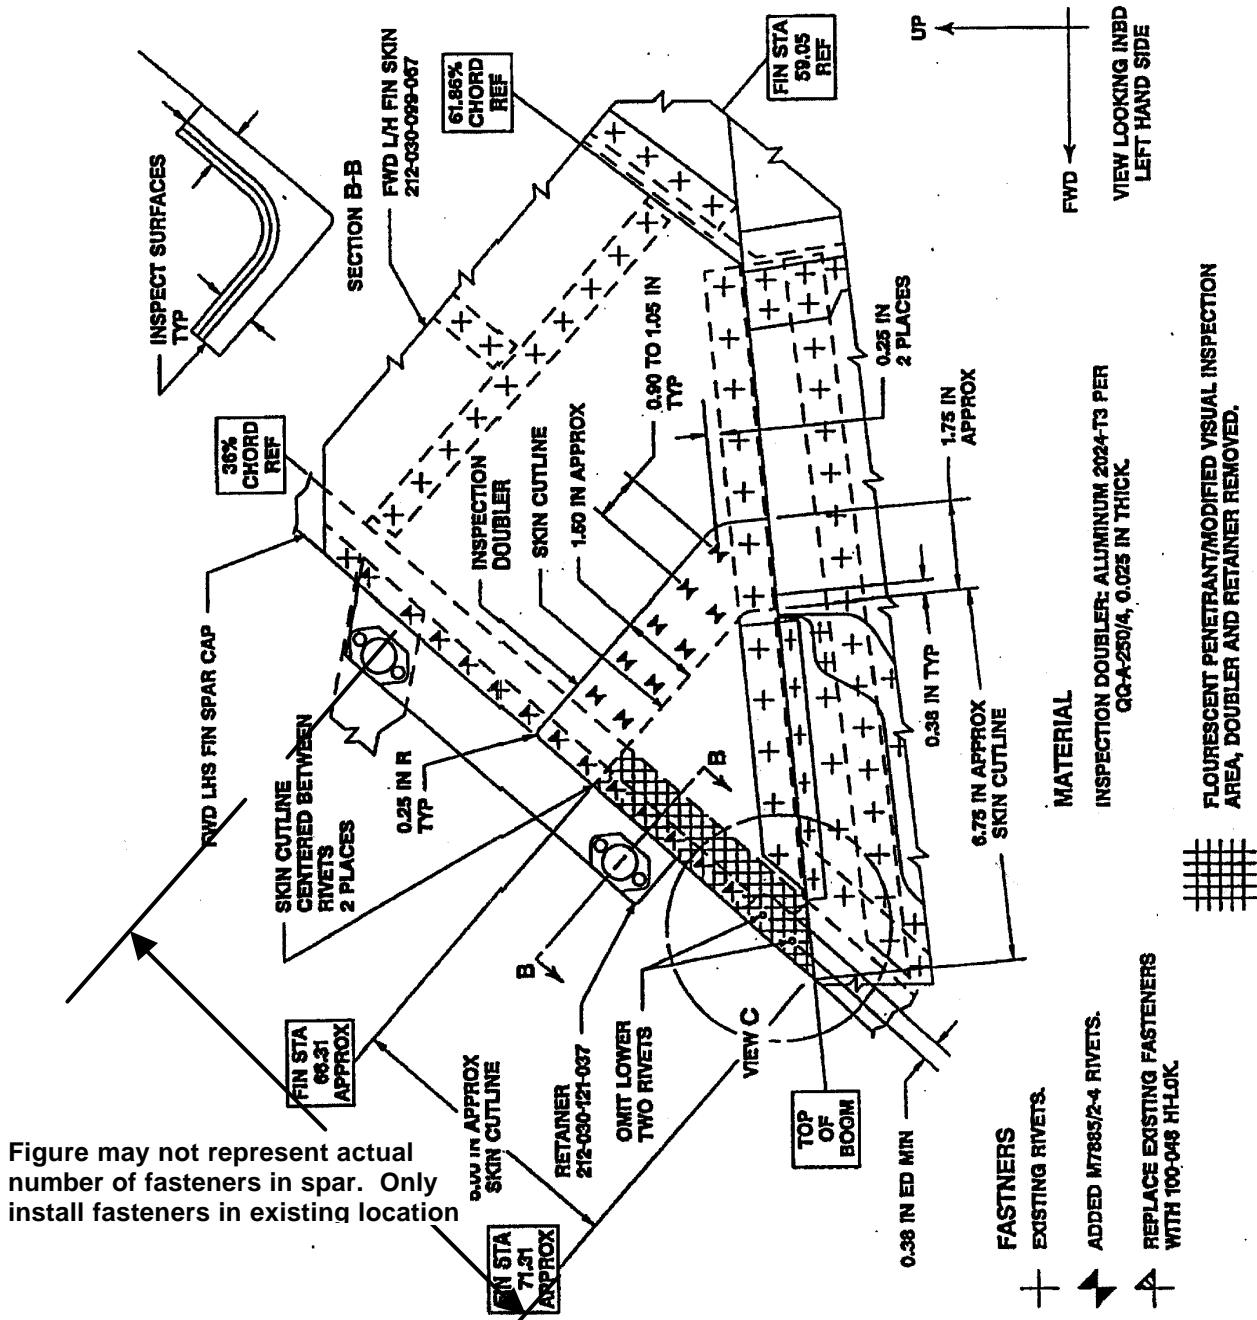 INSPECT SURFACES
TYP
SECTION B-B
FWD L/H FIN SKIN
212-030-099-067
61.86%
CHORD
REF
FIN STA
59.05
REF
UP
FWD
VIEW LOOKING INBD
LEFT HAND SIDE
36%
CHORD
REF
FWD LHS FIN SPAR CAP
SKIN CUTLINE
CENTERED BETWEEN
RIVETS
2 PLACES
0.25 IN R
TYP
INSPECTION
DOUBLER
SKIN CUTLINE
1.50 IN APPROX
0.90 TO 1.05 IN
TYP
0.25 IN
2 PLACES
1.75 IN
APPROX
0.38 IN TYP
6.75 IN APPROX
SKIN CUTLINE
B
B
FIN STA
66.31
APPROX
APPROX
SKIN CUTLINE
RETAINER
212-030-121-037
OMIT LOWER
TWO RIVETS
VIEW C
TOP
OF
BOOM
0.38 IN ED MIN
FIN STA
71.31
APPROX
Figure may not represent actual
number of fasteners in spar. Only
install fasteners in existing location
MATERIAL
INSPECTION DOUBLER: ALUMINUM 2024-T3 PER
QQ-A-250/4, 0.025 IN THICK.
FLOURESCENT PENETRANT/MODIFIED VISUAL INSPECTION
AREA, DOUBLER AND RETAINER REMOVED.
FASTNERS
EXISTING RIVETS.
ADDED M7885/2-4 RIVETS.
REPLACE EXISTING FASTENERS
WITH 100-048 HI-LOK.